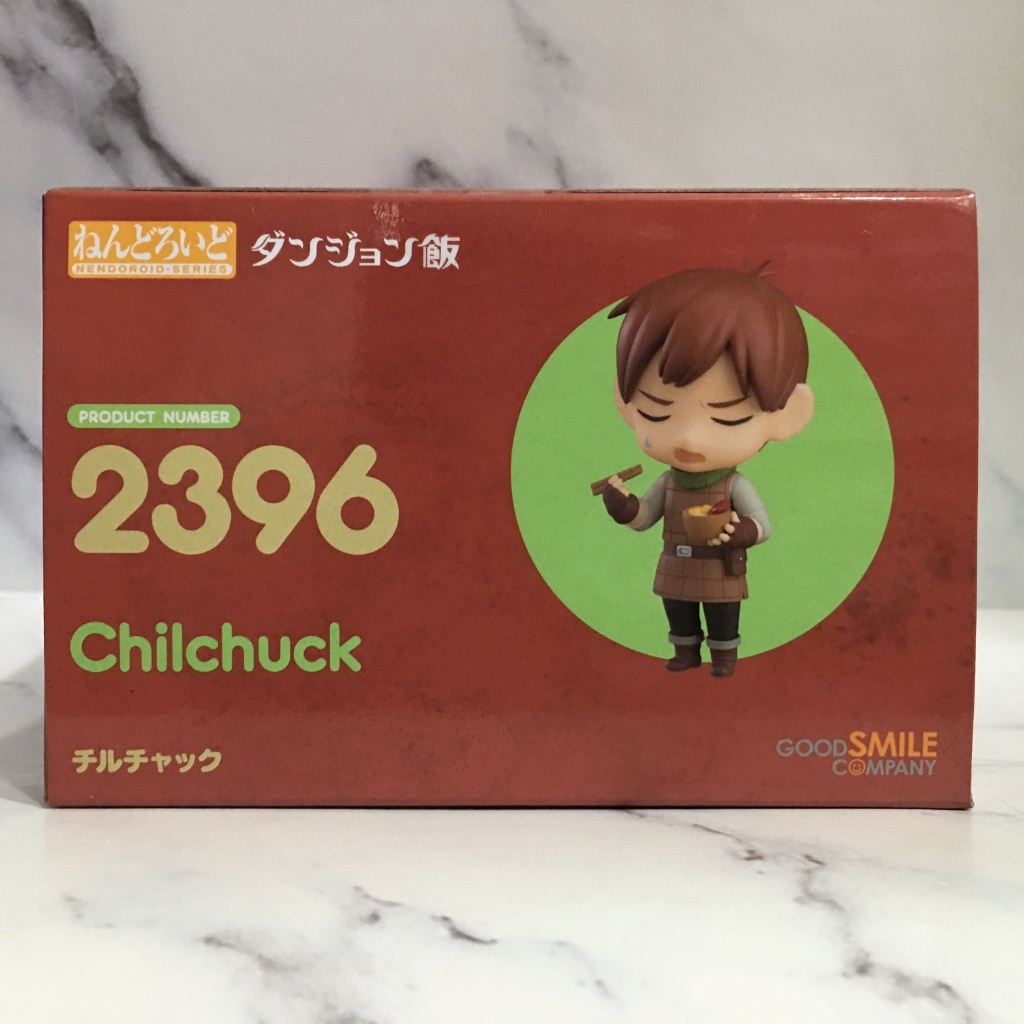 ねんどろいど
NENDOROID・SERIES
ダンジョン飯
PRODUCT NUMBER
2396
Chilchuck
チルチャック
GOOD SMILE
COMPANY